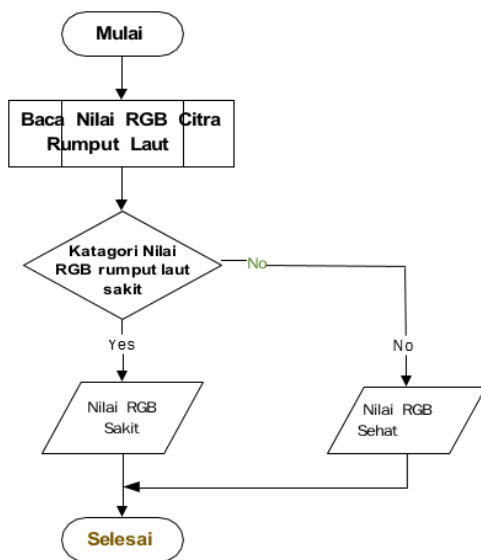 Mulai
Baca Nilai RGB Citra
Rumput Laut
Katagori Nilai
RGB rumput laut
sakit
No
Yes
No
Nilai RGB
Sakit
Nilai RGB
Sehat
Selesai